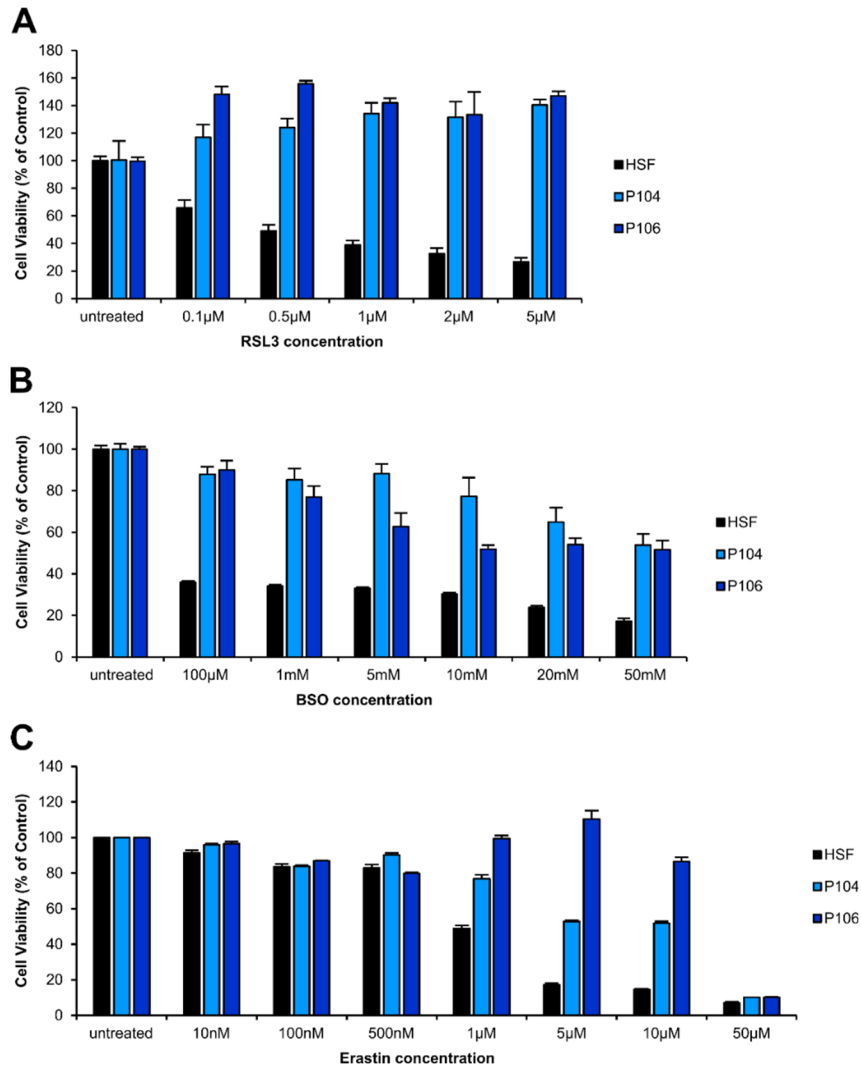 A
Cell Viability (% of Control)
180
160
140
120
100
80
60
40
20
0
untreated 0.1µM 0.5µM 1µM 2µM 5µM
RSL3 concentration
HSF
P104
P106
B
Cell Viability (% of Control)
120
100
80
60
40
20
0
untreated 100µM 1mM 5mM 10mM 20mM 50mM
BSO concentration
HSF
P104
P106
C
Cell Viability (% of Control)
140
120
100
80
60
40
20
0
untreated 10nM 100nM 500nM 1µM 5µM 10µM 50µM
Erastin concentration
HSF
P104
P106